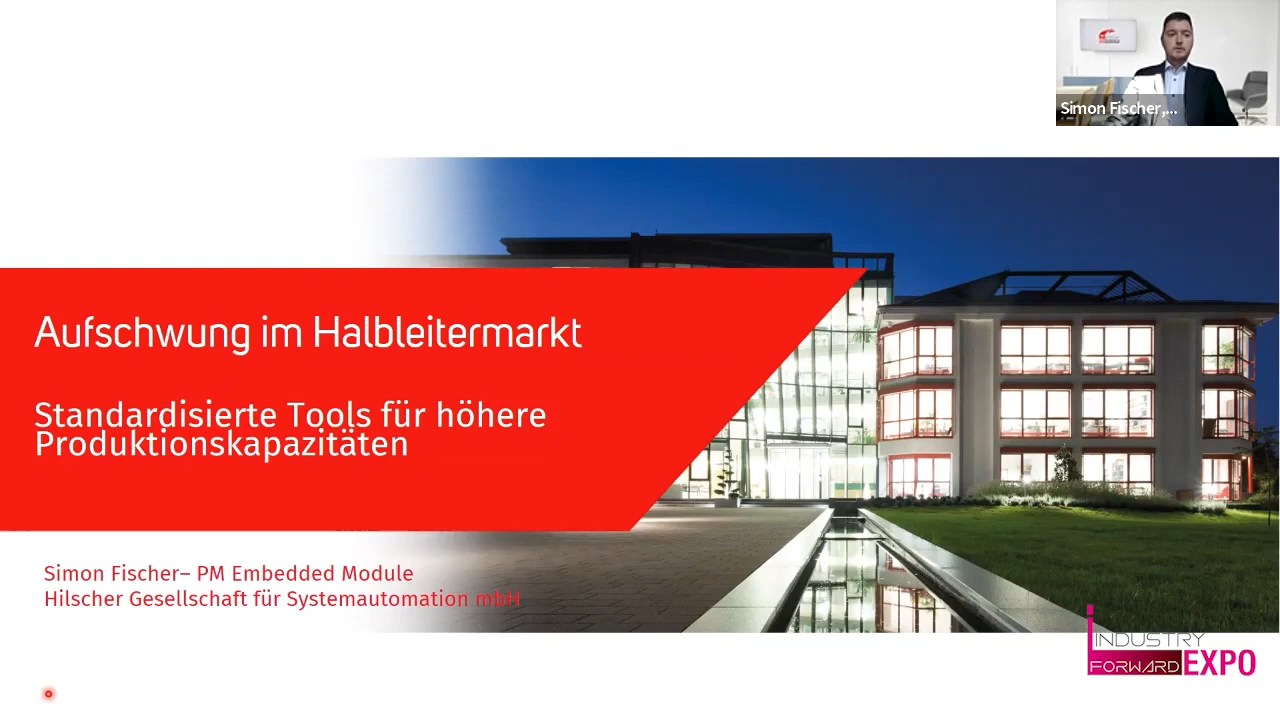 Simon Fischer,...
Aufschwung im Halbleitermarkt
Standardisierte Tools für höhere
Produktionskapazitäten
Simon Fischer– PM Embedded Module
Hilscher Gesellschaft für Systemautomation mbH
INDUSTRY
FORWARD EXPO